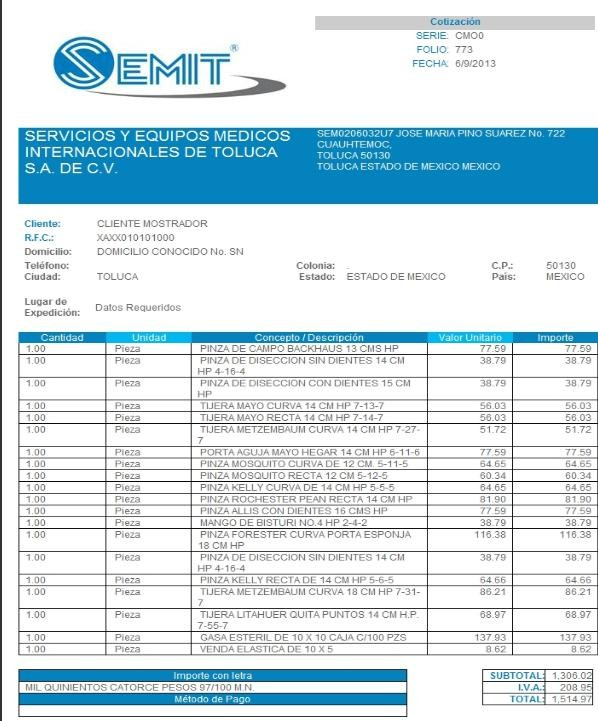 Cotización
SERIE: CMO0
FOLIO: 773
FECHA: 6/9/2013
SEMIT®
SERVICIOS Y EQUIPOS MEDICOS
INTERNACIONALES DE TOLUCA
S.A. DE C.V.
SEM0206032U7 JOSE MARIA PINO SUAREZ No. 722
CUAUHTEMOC,
TOLUCA 50130
TOLUCA ESTADO DE MEXICO MEXICO
Cliente: CLIENTE MOSTRADOR
R.F.C.: XAXX010101000
Domicilio: DOMICILIO CONOCIDO No. SN
Teléfono: Colonia: . C.P.: 50130
Ciudad: TOLUCA Estado: ESTADO DE MEXICO País: MEXICO
Lugar de
Expedición: Datos Requeridos
Cantidad Unidad Concepto / Descripción Valor Unitario Importe
1.00 Pieza PINZA DE CAMPO BACKHAUS 13 CMS HP 77.59 77.59
1.00 Pieza PINZA DE DISECCION SIN DIENTES 14 CM 38.79 38.79
HP 4-16-4
1.00 Pieza PINZA DE DISECCION CON DIENTES 15 CM 38.79 38.79
HP
1.00 Pieza TIJERA MAYO CURVA 14 CM HP 7-13-7 56.03 56.03
1.00 Pieza TIJERA MAYO RECTA 14 CM HP 7-14-7 56.03 56.03
1.00 Pieza TIJERA METZEMBAUM CURVA 14 CM HP 7-27- 51.72 51.72
7
1.00 Pieza PORTA AGUJA MAYO HEGAR 14 CM HP 6-11-6 77.59 77.59
1.00 Pieza PINZA MOSQUITO CURVA DE 12 CM. 5-11-5 64.65 64.65
1.00 Pieza PINZA MOSQUITO RECTA 12 CM 5-12-5 60.34 60.34
1.00 Pieza PINZA KELLY CURVA DE 14 CM HP 5-5-5 64.65 64.65
1.00 Pieza PINZA ROCHESTER PEAN RECTA 14 CM HP 81.90 81.90
1.00 Pieza PINZA ALLIS CON DIENTES 16 CMS HP 77.59 77.59
1.00 Pieza MANGO DE BISTURI NO.4 HP 2-4-2 38.79 38.79
1.00 Pieza PINZA FORESTER CURVA PORTA ESPONJA 116.38 116.38
18 CM HP
1.00 Pieza PINZA DE DISECCION SIN DIENTES 14 CM 38.79 38.79
HP 4-16-4
1.00 Pieza PINZA KELLY RECTA DE 14 CM HP 5-6-5 64.66 64.66
1.00 Pieza TIJERA METZEMBAUM CURVA 18 CM HP 7-31- 86.21 86.21
7
1.00 Pieza TIJERA LITAHUER QUITA PUNTOS 14 CM H.P. 68.97 68.97
7-55-7
1.00 Pieza GASA ESTERIL DE 10 X 10 CAJA C/100 PZS 137.93 137.93
1.00 Pieza VENDA ELASTICA DE 10 X 5 8.62 8.62
Importe con letra
MIL QUINIENTOS CATORCE PESOS 97/100 M.N.
Método de Pago
SUBTOTAL: 1,306.02
I.V.A.: 208.95
TOTAL: 1,514.97